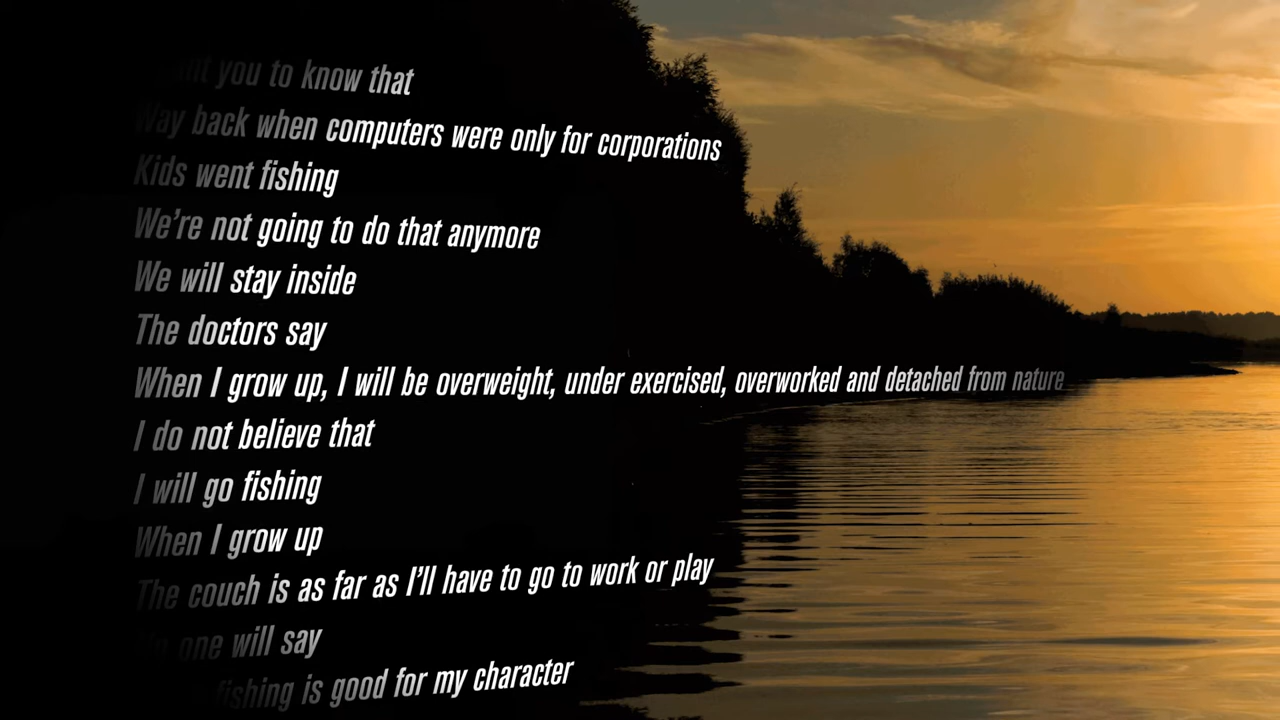 you to know that
Way back when computers were only for corporations
Kids went fishing
We're not going to do that anymore
We will stay inside
The doctors say
When I grow up, I will be overweight, under exercised, overworked and detached from nature
I do not believe that
I will go fishing
When I grow up
The couch is as far as I'll have to go to work or play
one will say
fishing is good for my character